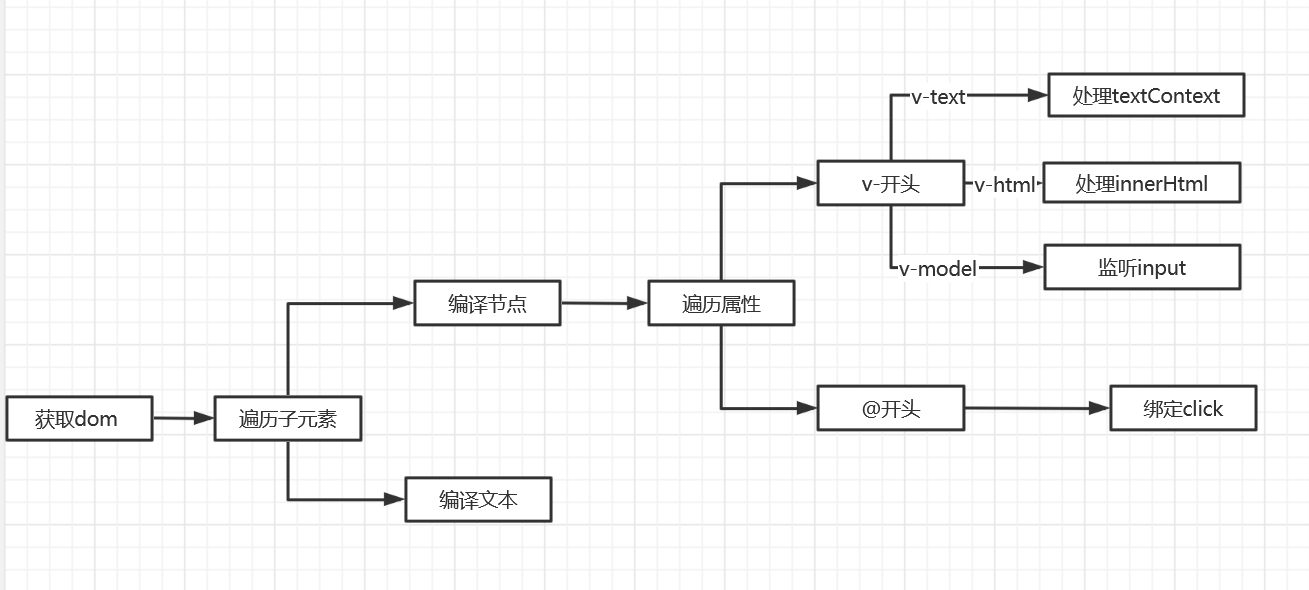 v-text
处理textContext
v-开头
v-html
处理innerHtml
v-model
监听input
编译节点
遍历属性
获取dom
遍历子元素
@开头
绑定click
编译文本